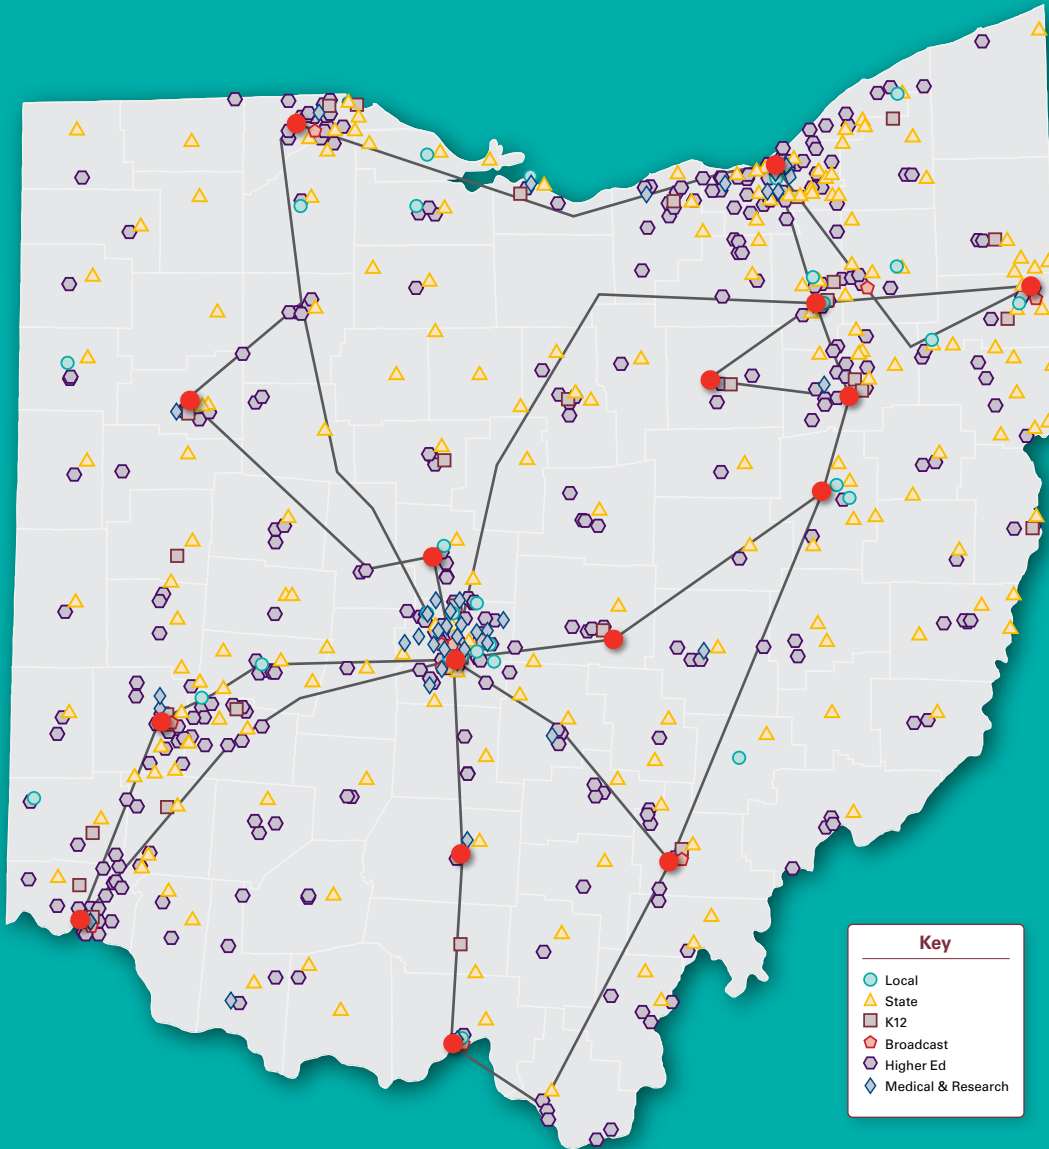 Key
Local
State
K12
Broadcast
Higher Ed
Medical & Research